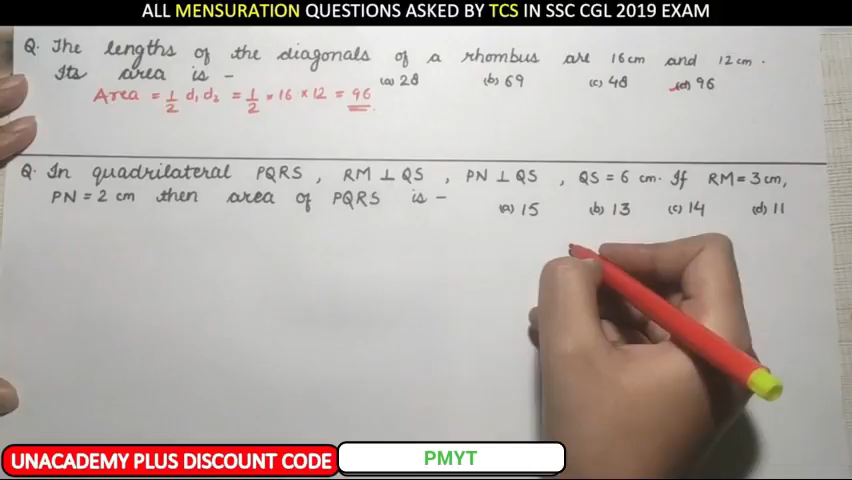 ALL MENSURATION QUESTIONS ASKED BY TCS IN SSC CGL 2019 EXAM
Q. The lengths of the diagonals of a rhombus are 16 cm and 12 cm.
Its area is - (a) 28 (b) 69 (c) 48 (d) 96
Area = 1/2 d₁ d₂ = 1/2 × 16 × 12 = 96
Q. In quadrilateral PQRS, RM ⊥ QS, PN ⊥ QS, QS = 6 cm. If RM = 3 cm,
PN = 2 cm then area of PQRS is - (a) 15 (b) 13 (c) 14 (d) 11
UNACADEMY PLUS DISCOUNT CODE PMYT